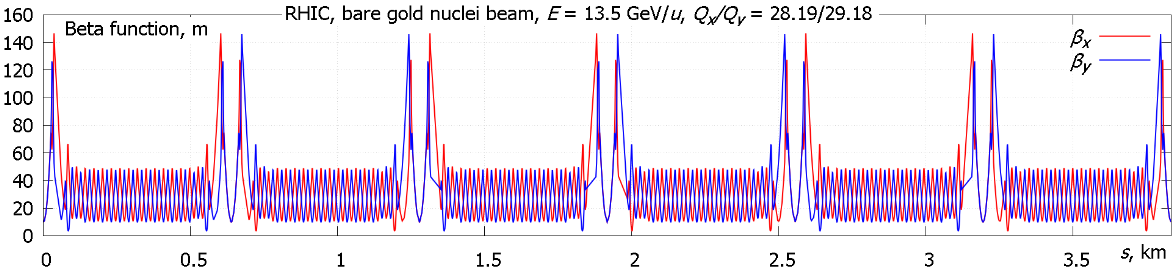 RHIC, bare gold nuclei beam, E = 13.5 GeV/u, Qx/Qy = 28.19/29.18
Beta function, m
βx
βy
160
140
120
100
80
60
40
20
0
0 0.5 1 1.5 2 2.5 3 3.5 s, km